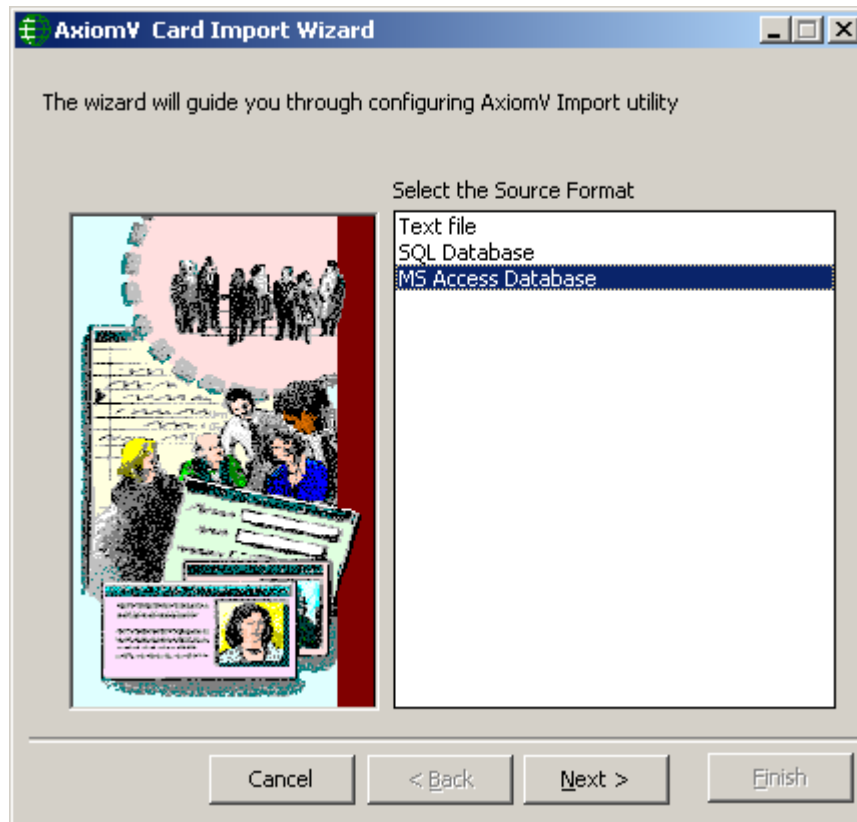 AxiomV Card Import Wizard
The wizard will guide you through configuring AxiomV Import utility
Select the Source Format
Text file
SQL Database
MS Access Database
Cancel
< Back
Next >
Finish